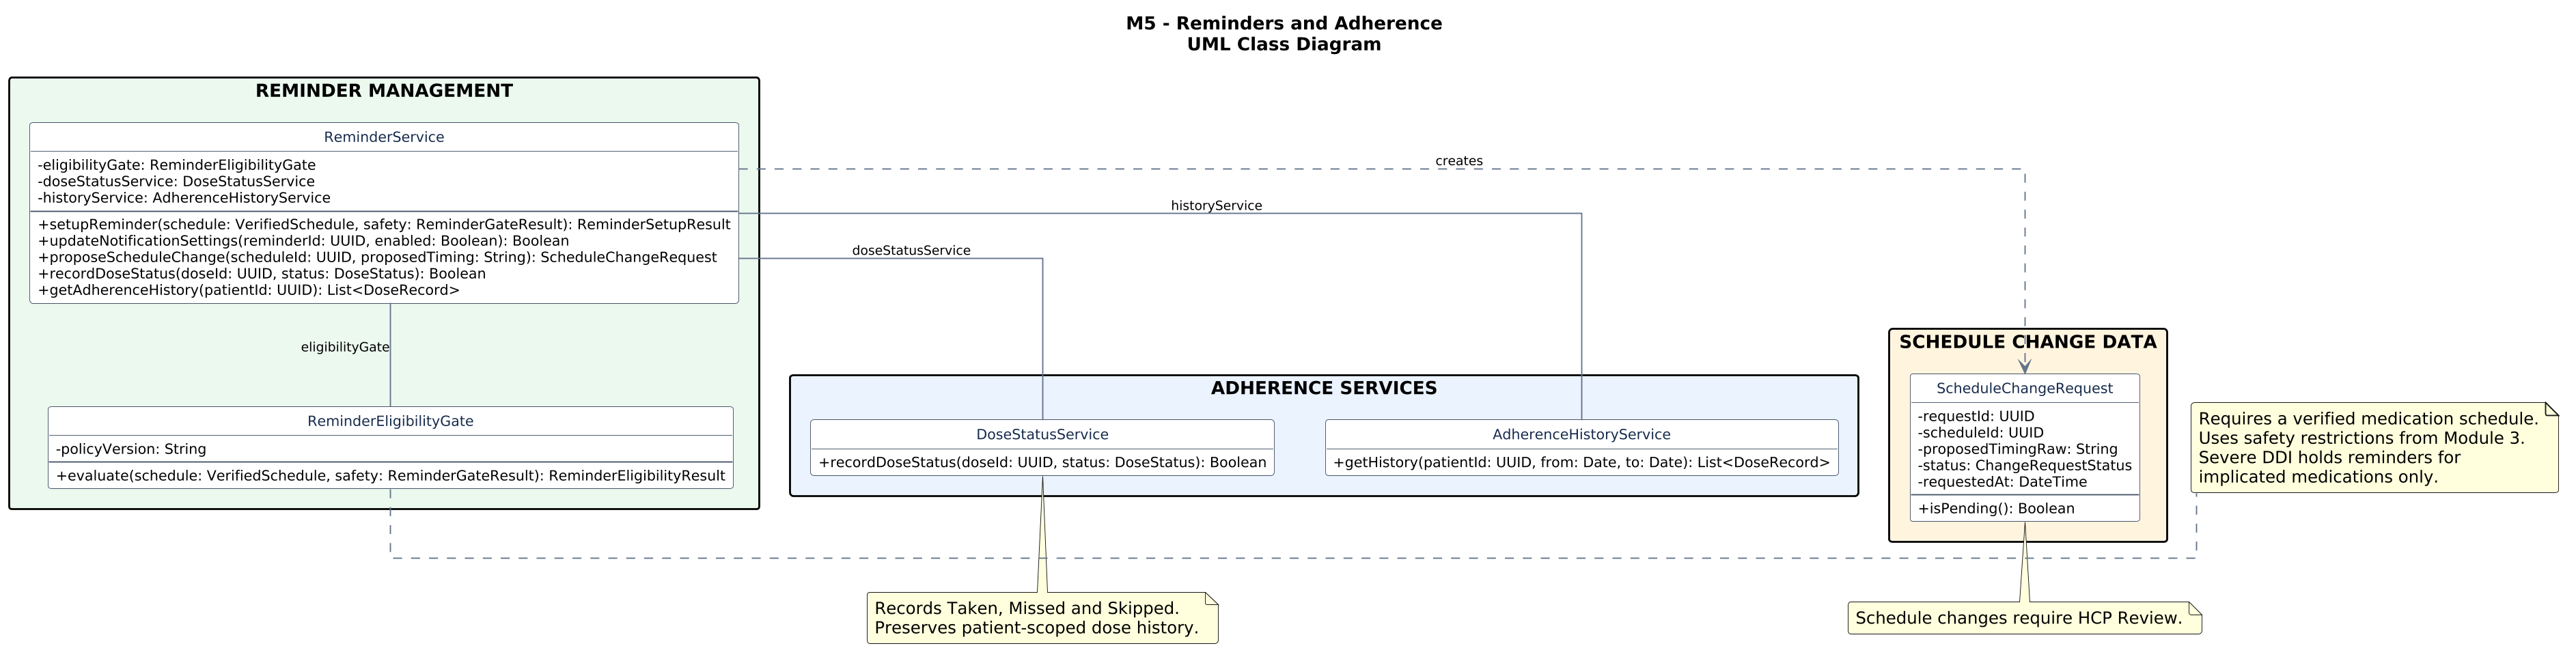 M5 - Reminders and Adherence
UML Class Diagram
REMINDER MANAGEMENT
ReminderService
-eligibilityGate: ReminderEligibilityGate
-doseStatusService: DoseStatusService
-historyService: AdherenceHistoryService
+setupReminder(schedule: VerifiedSchedule, safety: ReminderGateResult): ReminderSetupResult
+updateNotificationSettings(reminderId: UUID, enabled: Boolean): Boolean
+proposeScheduleChange(scheduleId: UUID, proposedTiming: String): ScheduleChangeRequest
+recordDoseStatus(doseId: UUID, status: DoseStatus): Boolean
+getAdherenceHistory(patientId: UUID): List<DoseRecord>
creates
historyService
doseStatusService
eligibilityGate
ReminderEligibilityGate
-policyVersion: String
+evaluate(schedule: VerifiedSchedule, safety: ReminderGateResult): ReminderEligibilityResult
ADHERENCE SERVICES
DoseStatusService
+recordDoseStatus(doseId: UUID, status: DoseStatus): Boolean
AdherenceHistoryService
+getHistory(patientId: UUID, from: Date, to: Date): List<DoseRecord>
SCHEDULE CHANGE DATA
ScheduleChangeRequest
-requestId: UUID
-scheduleId: UUID
-proposedTimingRaw: String
-status: ChangeRequestStatus
-requestedAt: DateTime
+isPending(): Boolean
Requires a verified medication schedule.
Uses safety restrictions from Module 3.
Severe DDI holds reminders for
implicated medications only.
Records Taken, Missed and Skipped.
Preserves patient-scoped dose history.
Schedule changes require HCP Review.